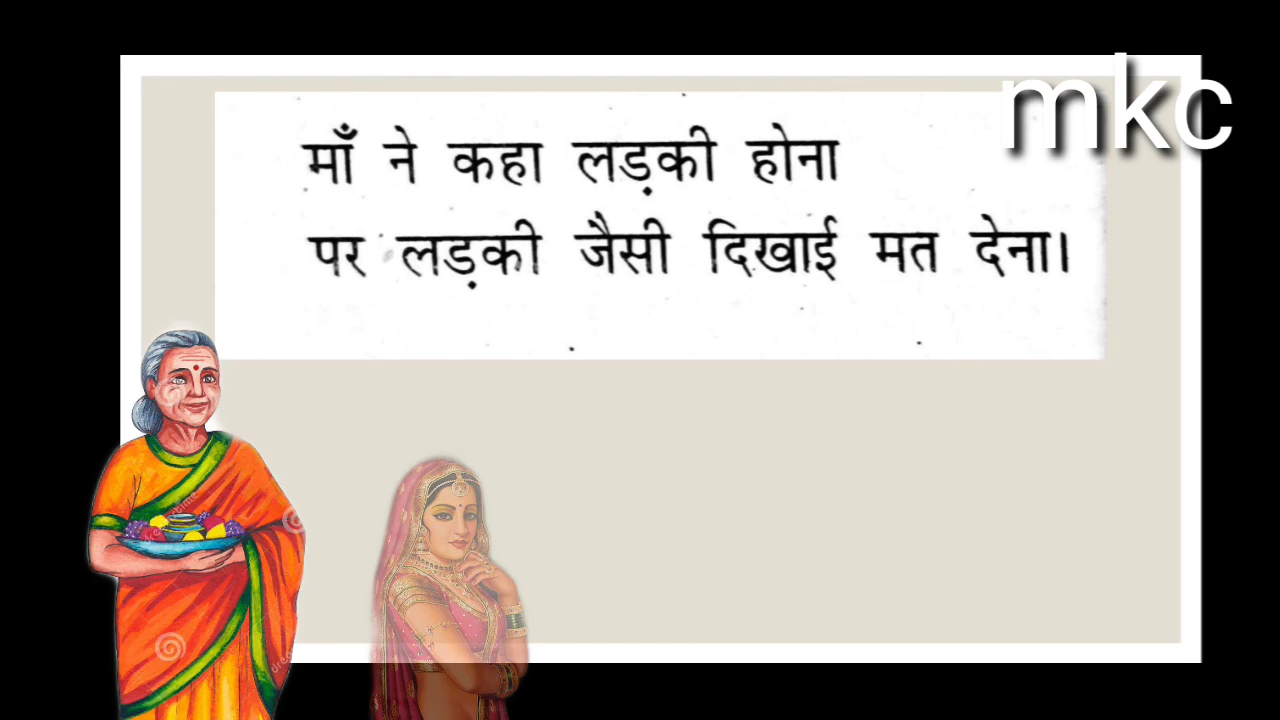 mkc
माँ ने कहा लड़की होना
पर लड़की जैसी दिखाई मत देना।